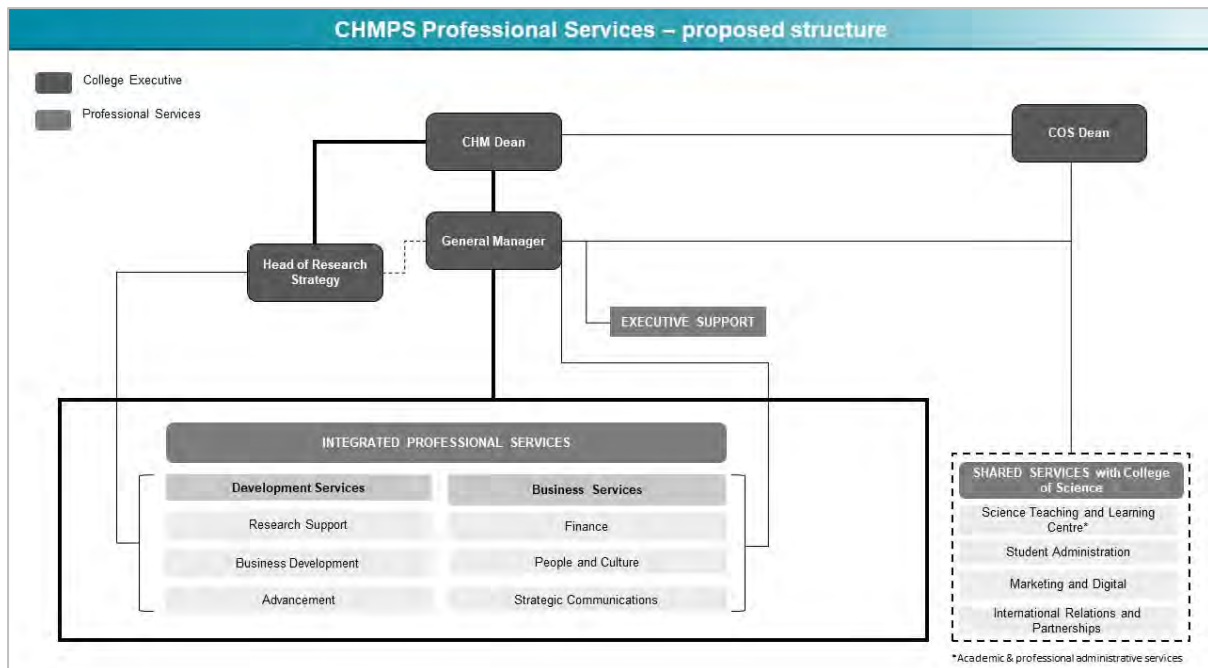 CHMPS Professional Services – proposed structure
College Executive
Professional Services
CHM Dean
COS Dean
General Manager
Head of Research
Strategy
EXECUTIVE SUPPORT
INTEGRATED PROFESSIONAL SERVICES
Development Services
Research Support
Business Development
Advancement
Business Services
Finance
People and Culture
Strategic Communications
SHARED SERVICES with College
of Science
Science Teaching and Learning
Centre*
Student Administration
Marketing and Digital
International Relations and
Partnerships
*Academic & professional administrative services